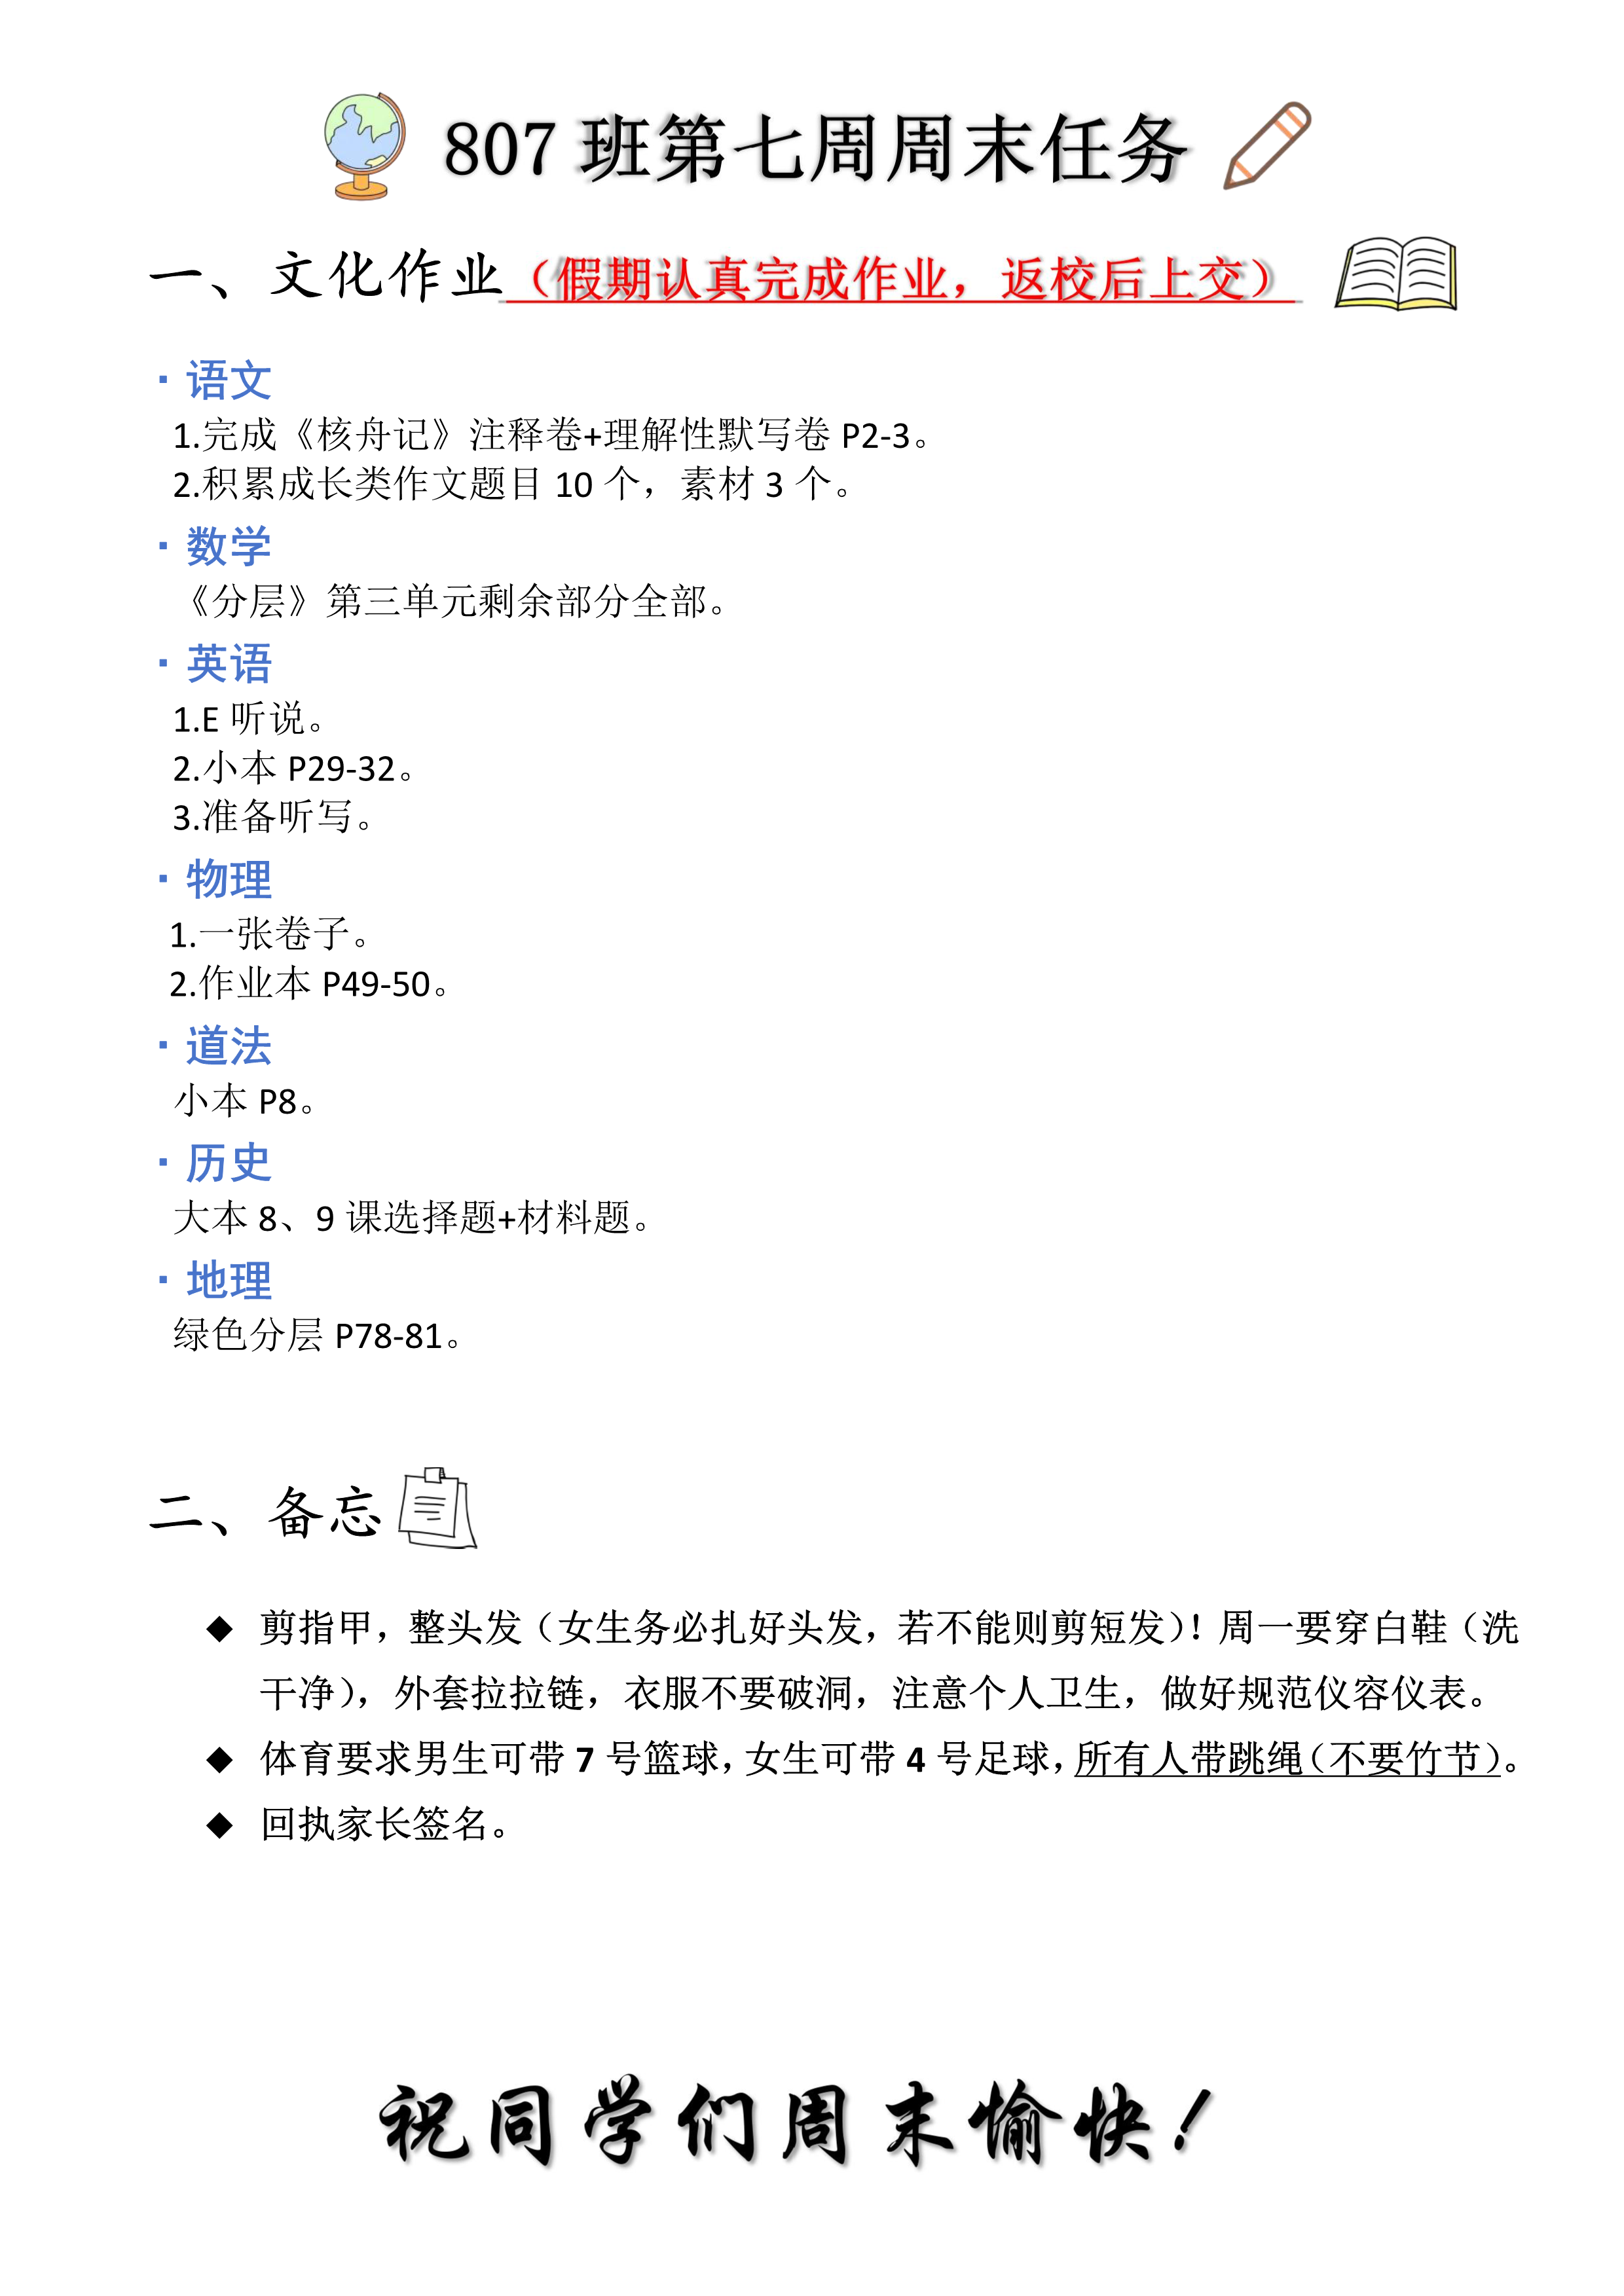 807 班第七周周末任务
一、文化作业（假期认真完成作业，返校后上交）
· 语文
1.完成《核舟记》注释卷+理解性默写卷 P2-3。
2.积累成长类作文题目 10 个，素材 3 个。
· 数学
《分层》第三单元剩余部分全部。
· 英语
1.E 听说。
2.小本 P29-32。
3.准备听写。
· 物理
1.一张卷子。
2.作业本 P49-50。
· 道法
小本 P8。
· 历史
大本 8、9 课选择题+材料题。
· 地理
绿色分层 P78-81。
二、备忘
◆ 剪指甲，整头发（女生务必扎好头发，若不能则剪短发）！周一要穿白鞋（洗
干净），外套拉拉链，衣服不要破洞，注意个人卫生，做好规范仪容仪表。
◆ 体育要求男生可带 7 号篮球，女生可带 4 号足球，所有人带跳绳（不要竹节）。
◆ 回执家长签名。
祝同学们周末愉快！